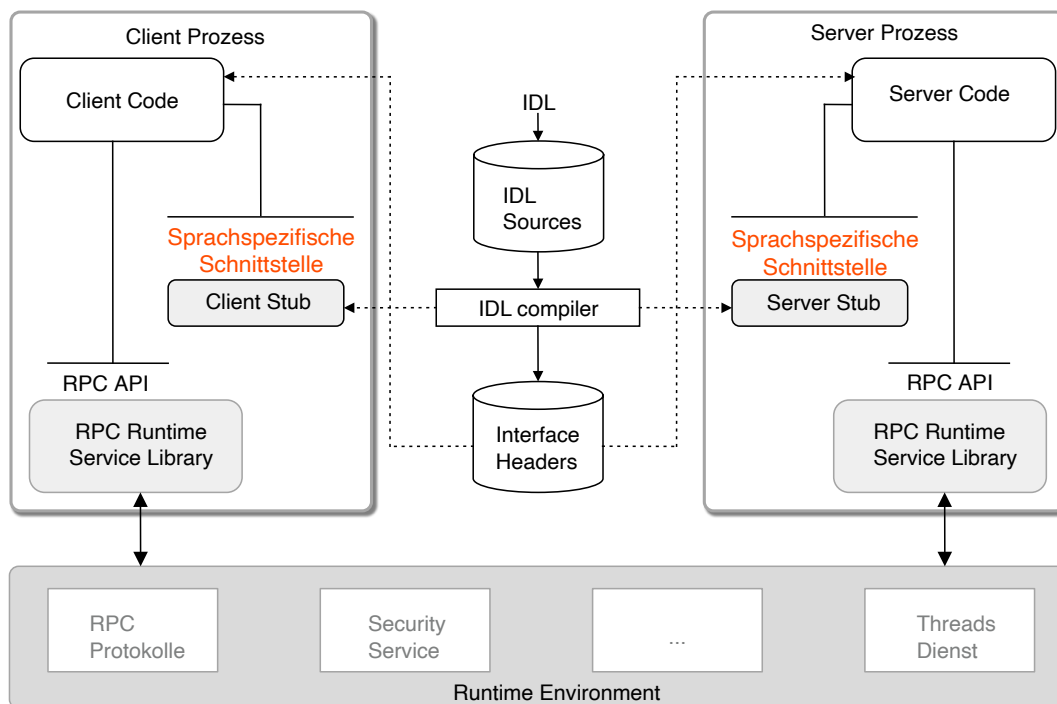 Client Prozess
Client Code
Sprachspezifische
Schnittstelle
Client Stub
RPC API
RPC Runtime
Service Library
IDL
IDL
Sources
IDL compiler
Interface
Headers
Server Prozess
Server Code
Sprachspezifische
Schnittstelle
Server Stub
RPC API
RPC Runtime
Service Library
RPC
Protokolle
Security
Service
...
Threads
Dienst
Runtime Environment